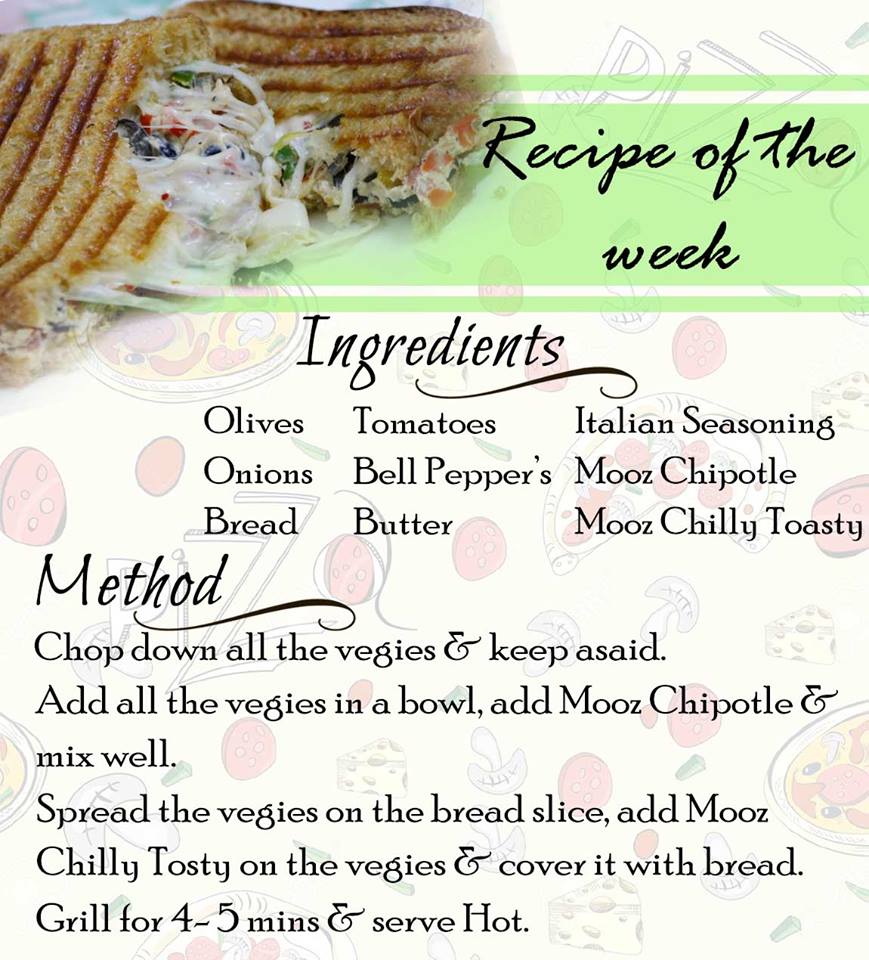 Recipe of the
week
Ingredients
Olives Tomatoes Italian Seasoning
Onions Bell Pepper's Mooz Chipotle
Bread Butter Mooz Chilly Toasty
Method
Chop down all the vegies & keep asaid.
Add all the vegies in a bowl, add Mooz Chipotle &
mix well.
Spread the vegies on the bread slice, add Mooz
Chilly Tosty on the vegies & cover it with bread.
Grill for 4-5 mins & serve Hot.